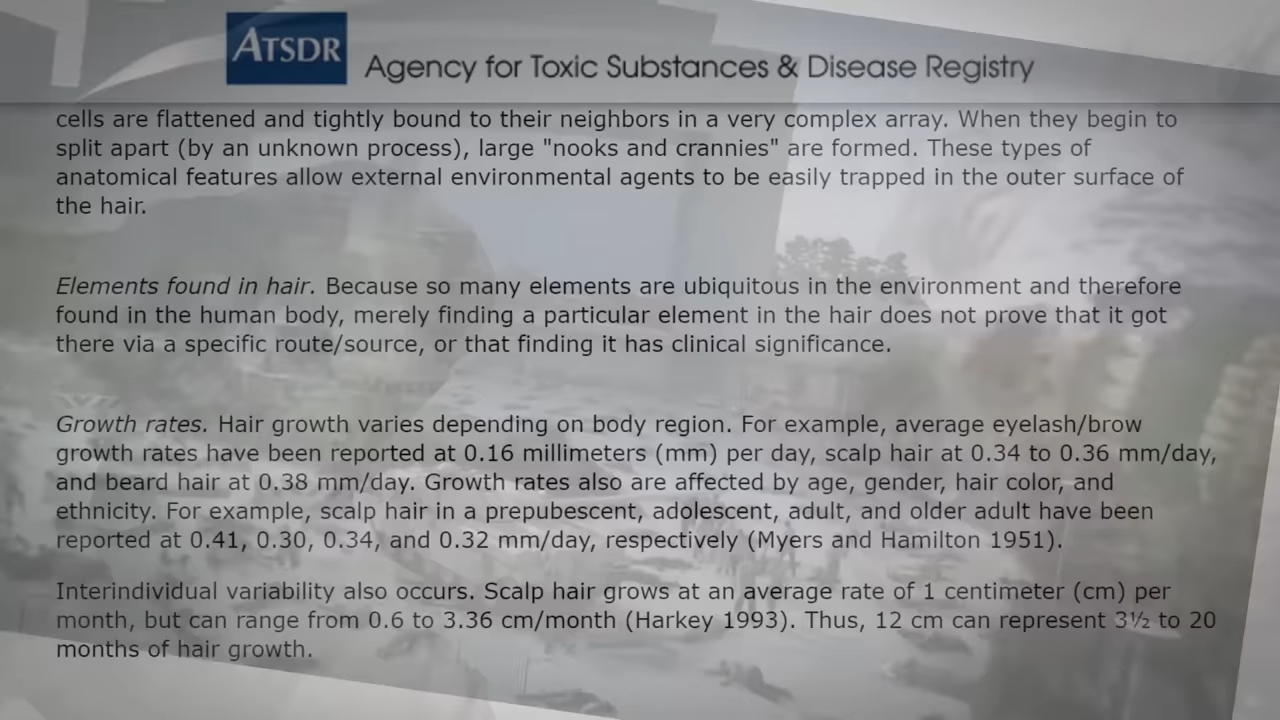 ATSDR
Agency for Toxic Substances & Disease Registry
cells are flattened and tightly bound to their neighbors in a very complex array. When they begin to
split apart (by an unknown process), large "nooks and crannies" are formed. These types of
anatomical features allow external environmental agents to be easily trapped in the outer surface of
the hair.
Elements found in hair. Because so many elements are ubiquitous in the environment and therefore
found in the human body, merely finding a particular element in the hair does not prove that it got
there via a specific route/source, or that finding it has clinical significance.
Growth rates. Hair growth varies depending on body region. For example, average eyelash/brow
growth rates have been reported at 0.16 millimeters (mm) per day, scalp hair at 0.34 to 0.36 mm/day,
and beard hair at 0.38 mm/day. Growth rates also are affected by age, gender, hair color, and
ethnicity. For example, scalp hair in a prepubescent, adolescent, adult, and older adult have been
reported at 0.41, 0.30, 0.34, and 0.32 mm/day, respectively (Myers and Hamilton 1951).
Interindividual variability also occurs. Scalp hair grows at an average rate of 1 centimeter (cm) per
month, but can range from 0.6 to 3.36 cm/month (Harkey 1993). Thus, 12 cm can represent 3½ to 20
months of hair growth.